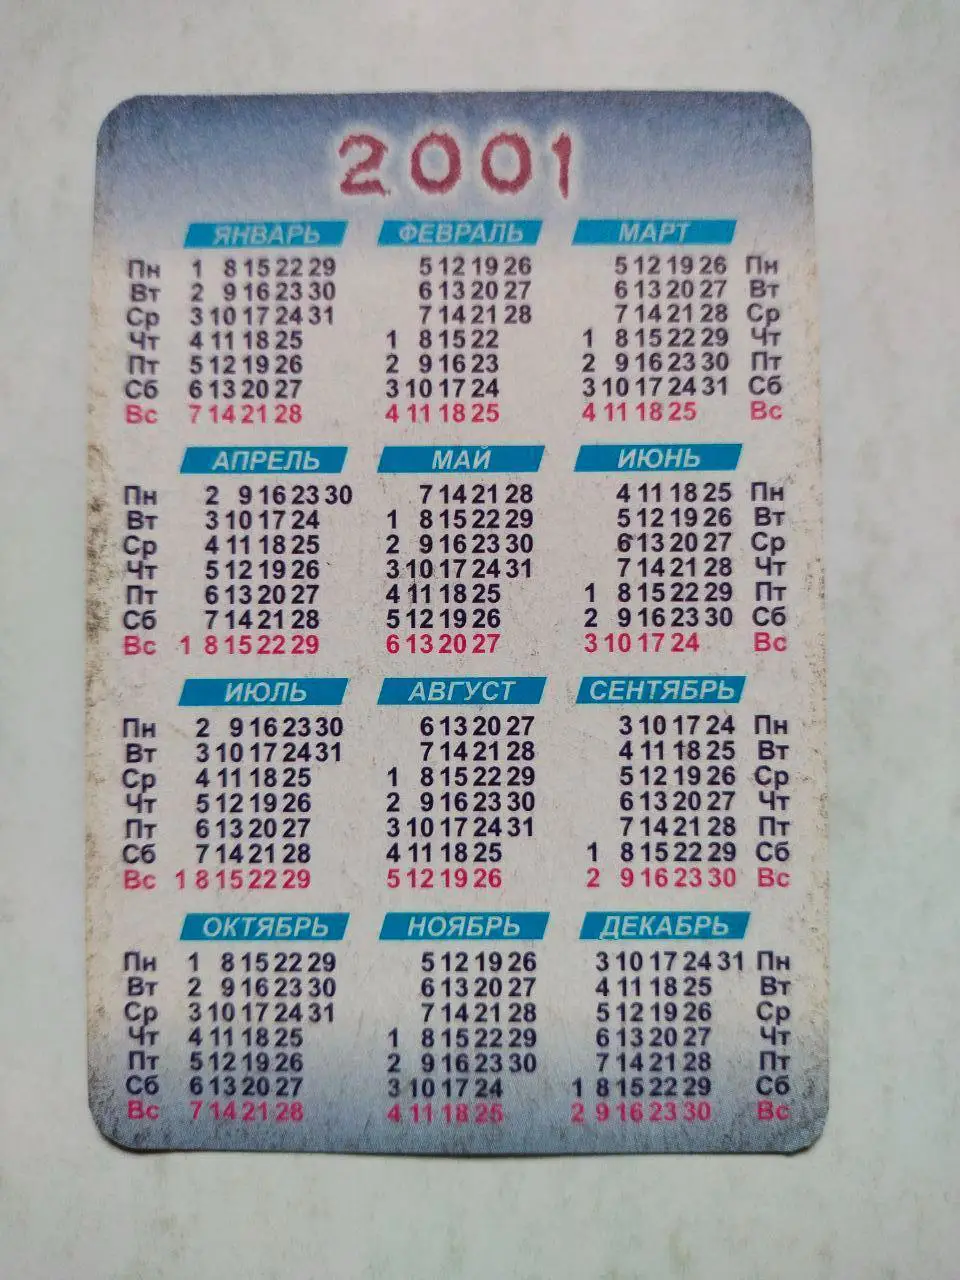 2001
ЯНВАРЬ ФЕВРАЛЬ МАРТ
Пн 1 8 15 22 29 5 12 19 26 5 12 19 26 Пн
Вт 2 9 16 23 30 6 13 20 27 6 13 20 27 Вт
Ср 3 10 17 24 31 7 14 21 28 7 14 21 28 Ср
Чт 4 11 18 25 1 8 15 22 1 8 15 22 29 Чт
Пт 5 12 19 26 2 9 16 23 2 9 16 23 30 Пт
Сб 6 13 20 27 3 10 17 24 3 10 17 24 31 Сб
Вс 7 14 21 28 4 11 18 25 4 11 18 25 Вс
АПРЕЛЬ МАЙ ИЮНЬ
Пн 2 9 16 23 30 7 14 21 28 4 11 18 25 Пн
Вт 3 10 17 24 1 8 15 22 29 5 12 19 26 Вт
Ср 4 11 18 25 2 9 16 23 30 6 13 20 27 Ср
Чт 5 12 19 26 3 10 17 24 31 7 14 21 28 Чт
Пт 6 13 20 27 4 11 18 25 1 8 15 22 29 Пт
Сб 7 14 21 28 5 12 19 26 2 9 16 23 30 Сб
Вс 1 8 15 22 29 6 13 20 27 3 10 17 24 Вс
ИЮЛЬ АВГУСТ СЕНТЯБРЬ
Пн 2 9 16 23 30 6 13 20 27 3 10 17 24 Пн
Вт 3 10 17 24 31 7 14 21 28 4 11 18 25 Вт
Ср 4 11 18 25 1 8 15 22 29 5 12 19 26 Ср
Чт 5 12 19 26 2 9 16 23 30 6 13 20 27 Чт
Пт 6 13 20 27 3 10 17 24 31 7 14 21 28 Пт
Сб 7 14 21 28 4 11 18 25 1 8 15 22 29 Сб
Вс 1 8 15 22 29 5 12 19 26 2 9 16 23 30 Вс
ОКТЯБРЬ НОЯБРЬ ДЕКАБРЬ
Пн 1 8 15 22 29 5 12 19 26 3 10 17 24 31 Пн
Вт 2 9 16 23 30 6 13 20 27 4 11 18 25 Вт
Ср 3 10 17 24 31 7 14 21 28 5 12 19 26 Ср
Чт 4 11 18 25 1 8 15 22 29 6 13 20 27 Чт
Пт 5 12 19 26 2 9 16 23 30 7 14 21 28 Пт
Сб 6 13 20 27 3 10 17 24 1 8 15 22 29 Сб
Вс 7 14 21 28 4 11 18 25 2 9 16 23 30 Вс